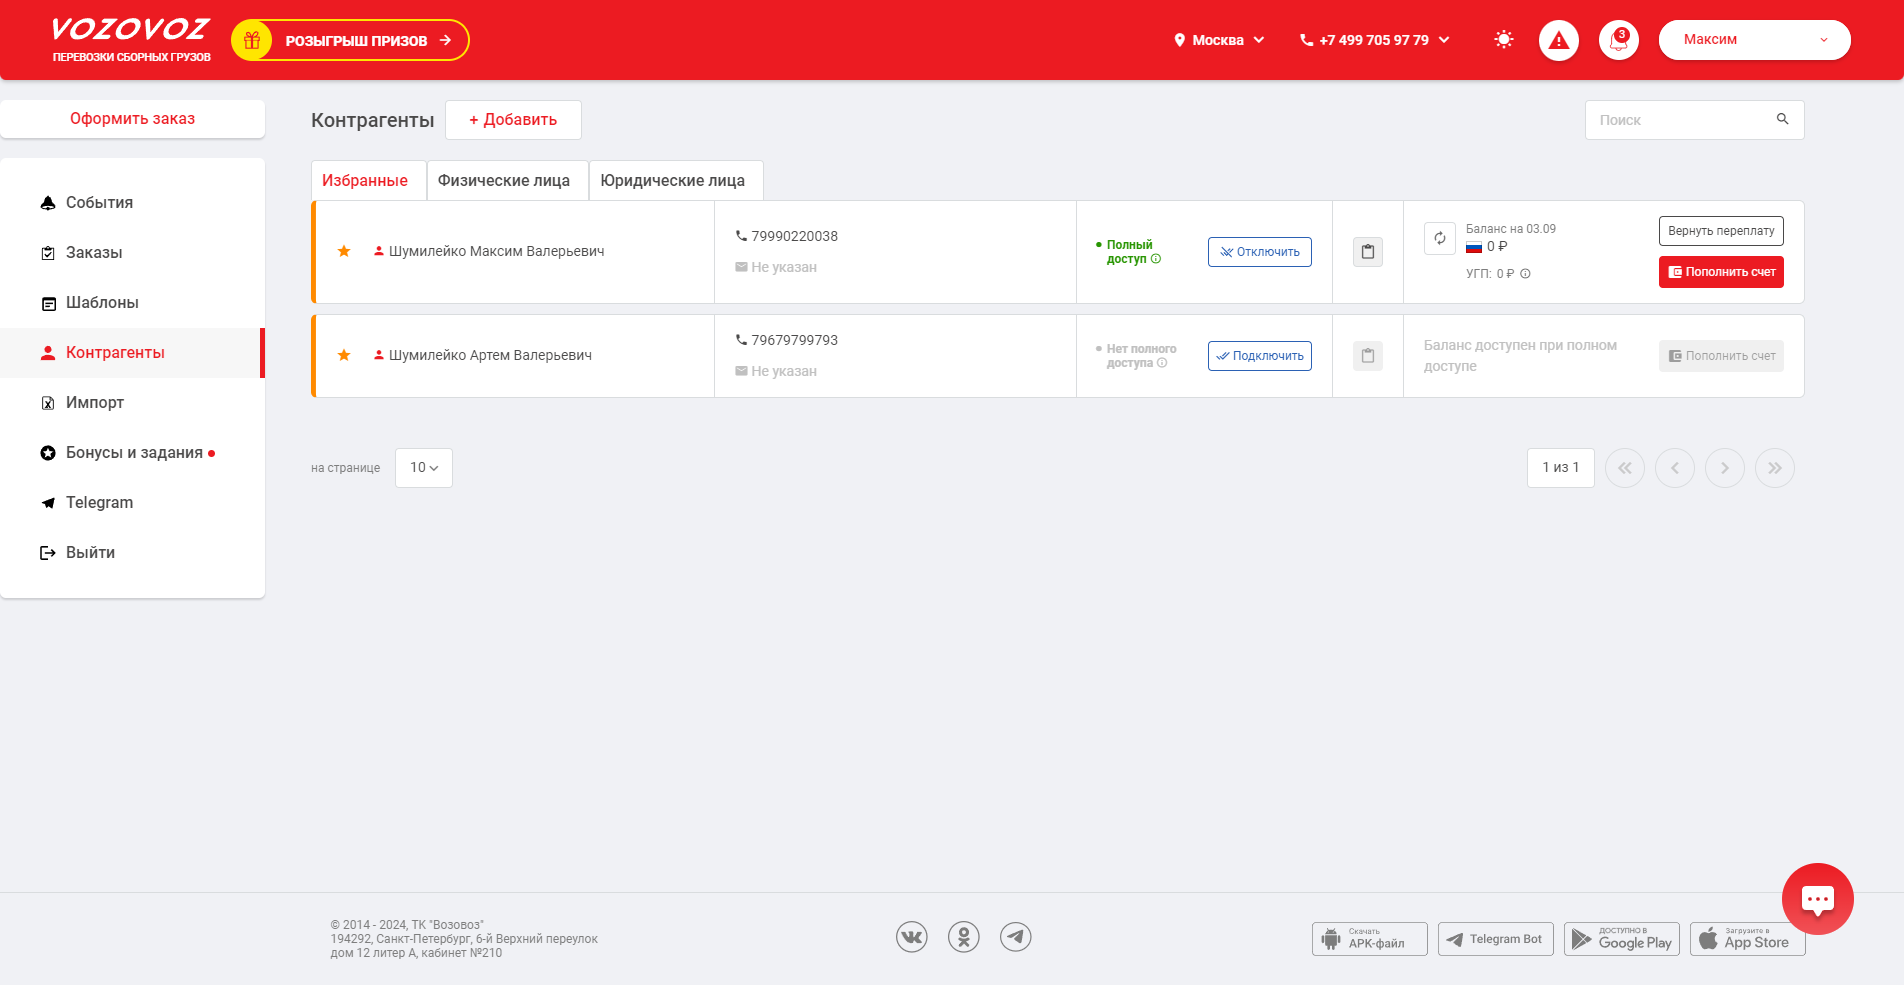 VOZOVOZ
ПЕРЕВОЗКИ СБОРНЫХ ГРУЗОВ
РОЗЫГРЫШ ПРИЗОВ
Москва
+7 499 705 97 79
3
Максим
Оформить заказ
События
Заказы
Шаблоны
Контрагенты
Импорт
Бонусы и задания
Telegram
Выйти
Контрагенты
+ Добавить
Поиск
Избранные
Физические лица
Юридические лица
Шумилейко Максим Валерьевич
79990220038
Не указан
Полный
доступ
Отключить
Баланс на 03.09
0 ₽
УГП: 0 ₽
Вернуть переплату
Пополнить счет
Шумилейко Артем Валерьевич
79679799793
Не указан
Нет полного
доступа
Подключить
Баланс доступен при полном
доступе
Пополнить счет
на странице
10
1 из 1
© 2014 - 2024, ТК "Возовоз"
194292, Санкт-Петербург, 6-й Верхний переулок
дом 12 литер А, кабинет №210
Скачать
APK-файл
Telegram Bot
ДОСТУПНО В
Google Play
Загрузите в
App Store